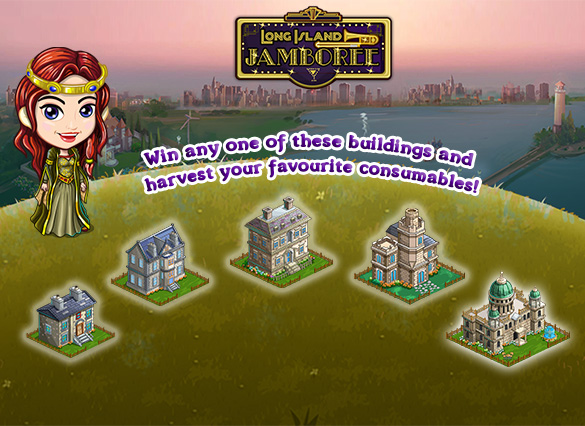 LONG ISLAND
JAMBOREE
Win any one of these buildings and
harvest your favourite consumables!